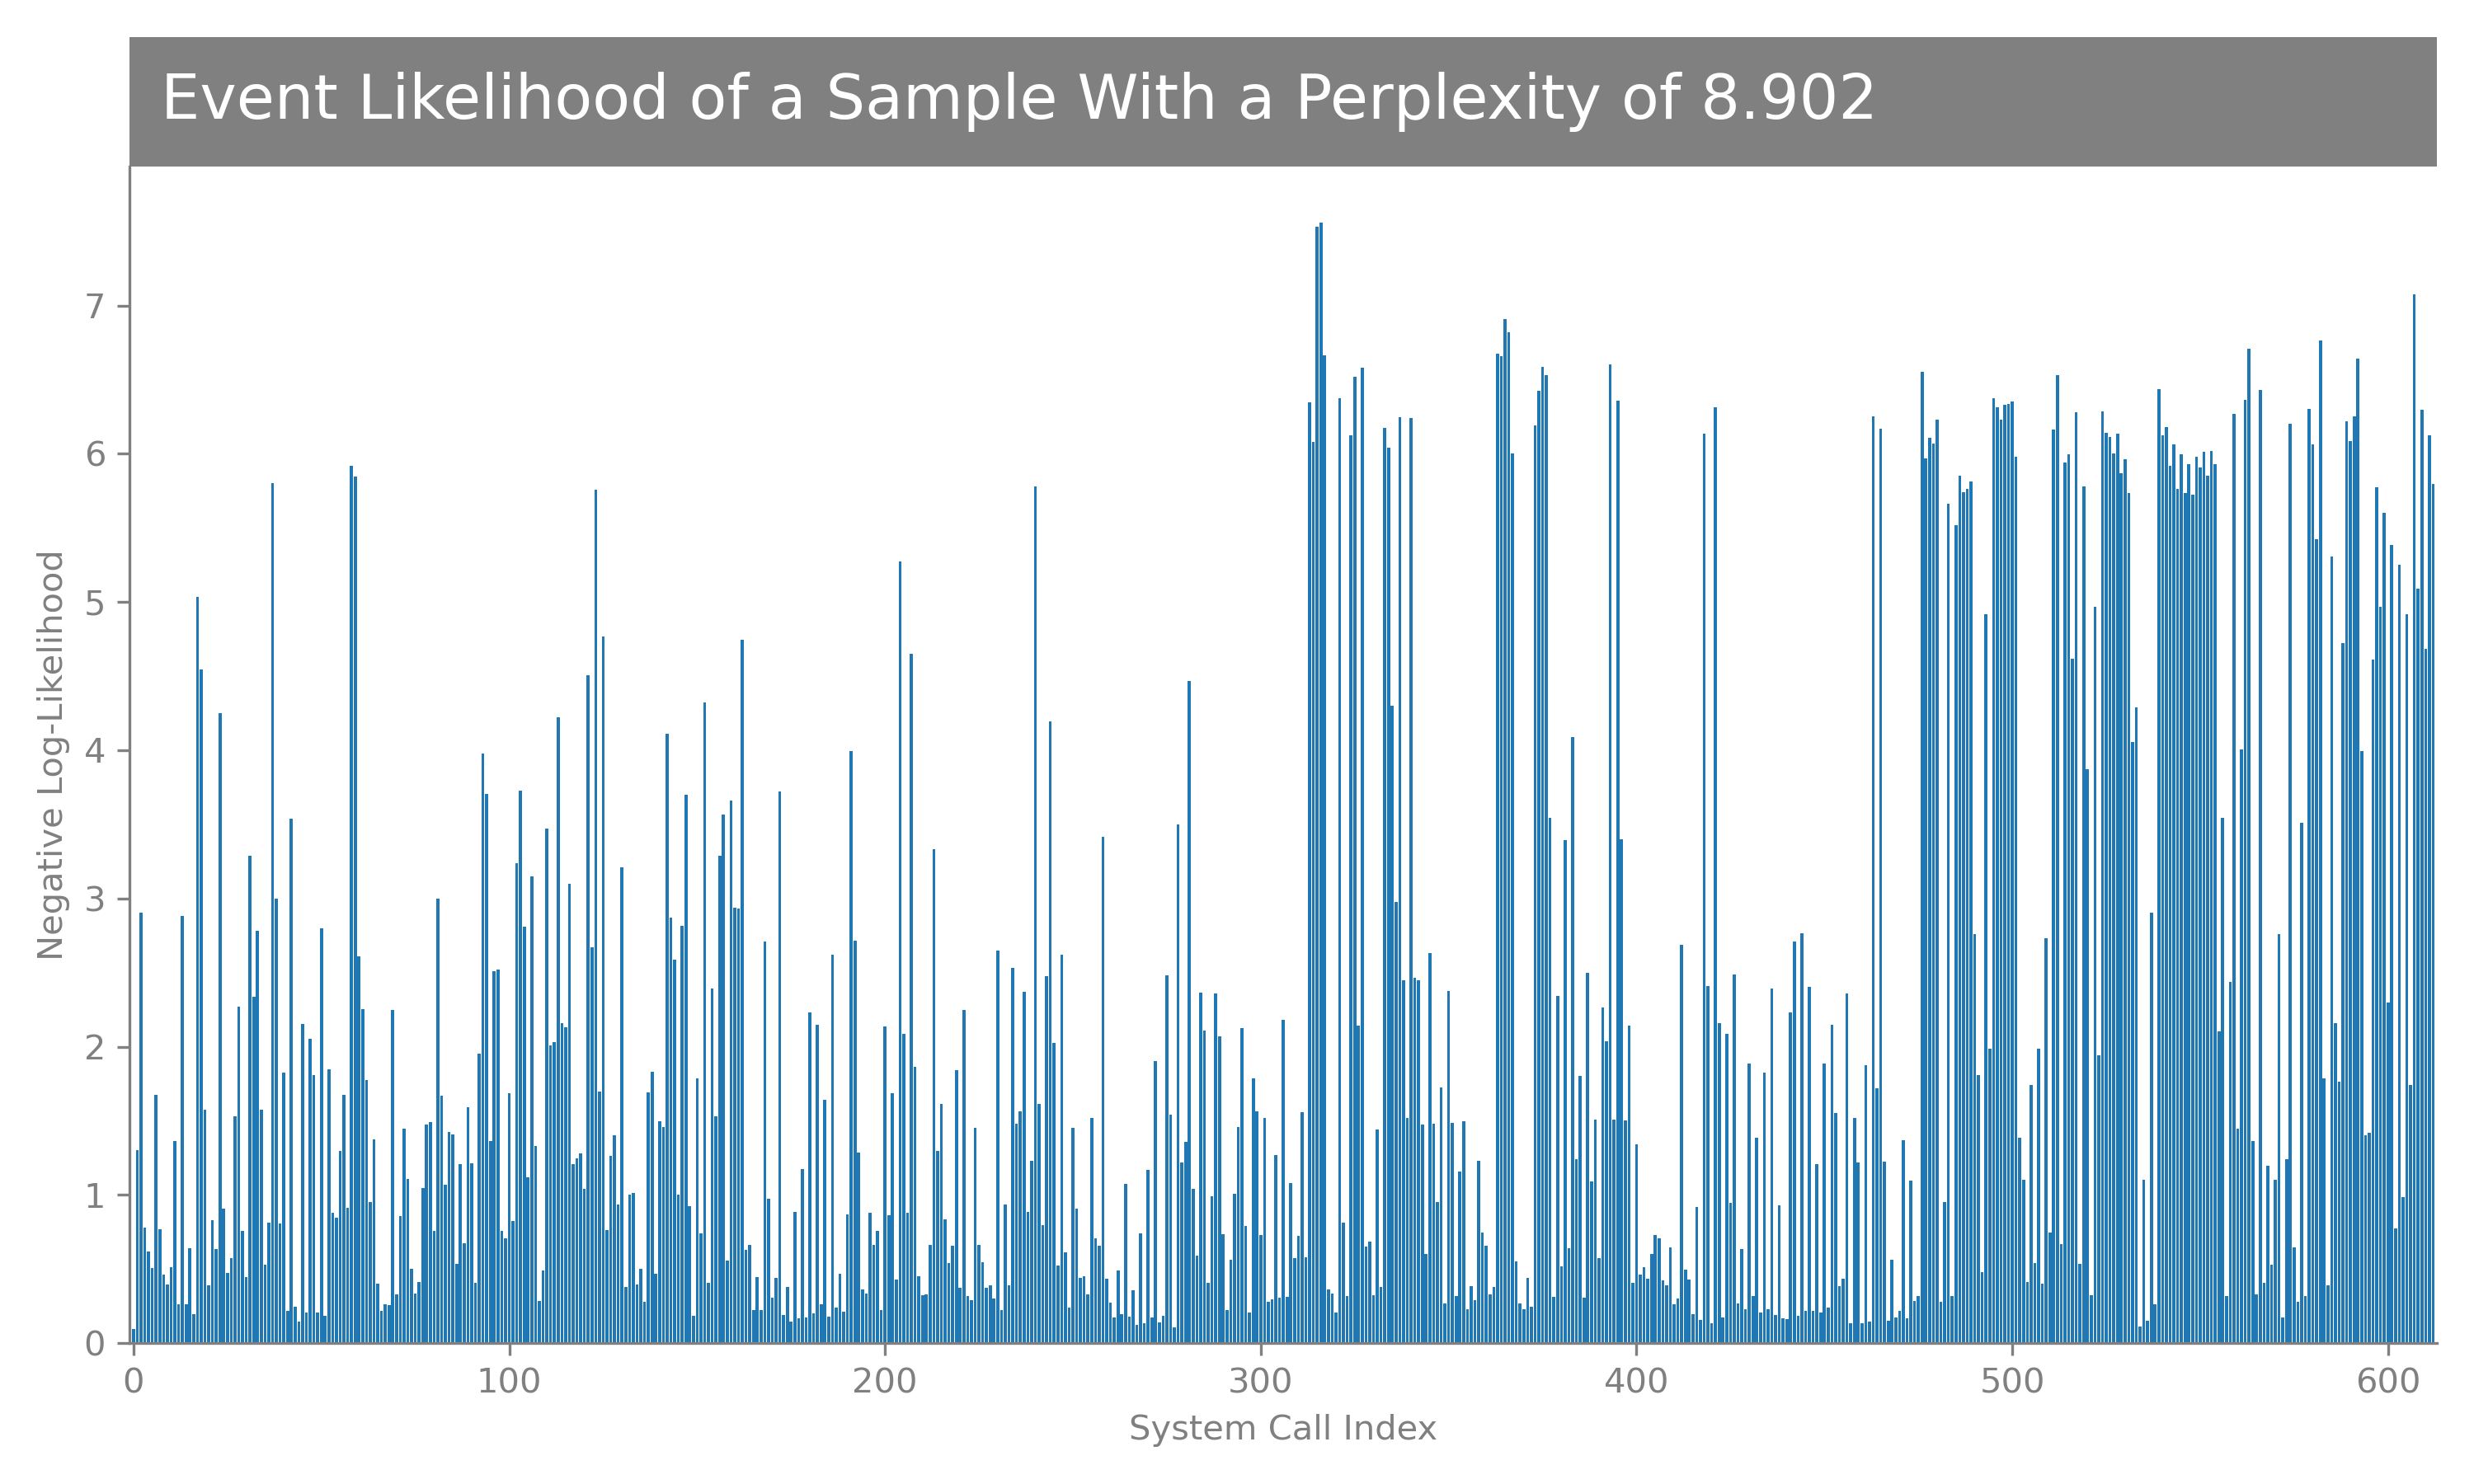 Event Likelihood of a Sample With a Perplexity of 8.902
Negative Log-Likelihood
7
6
5
4
3
2
1
0
0 100 200 300 400 500 600
System Call Index